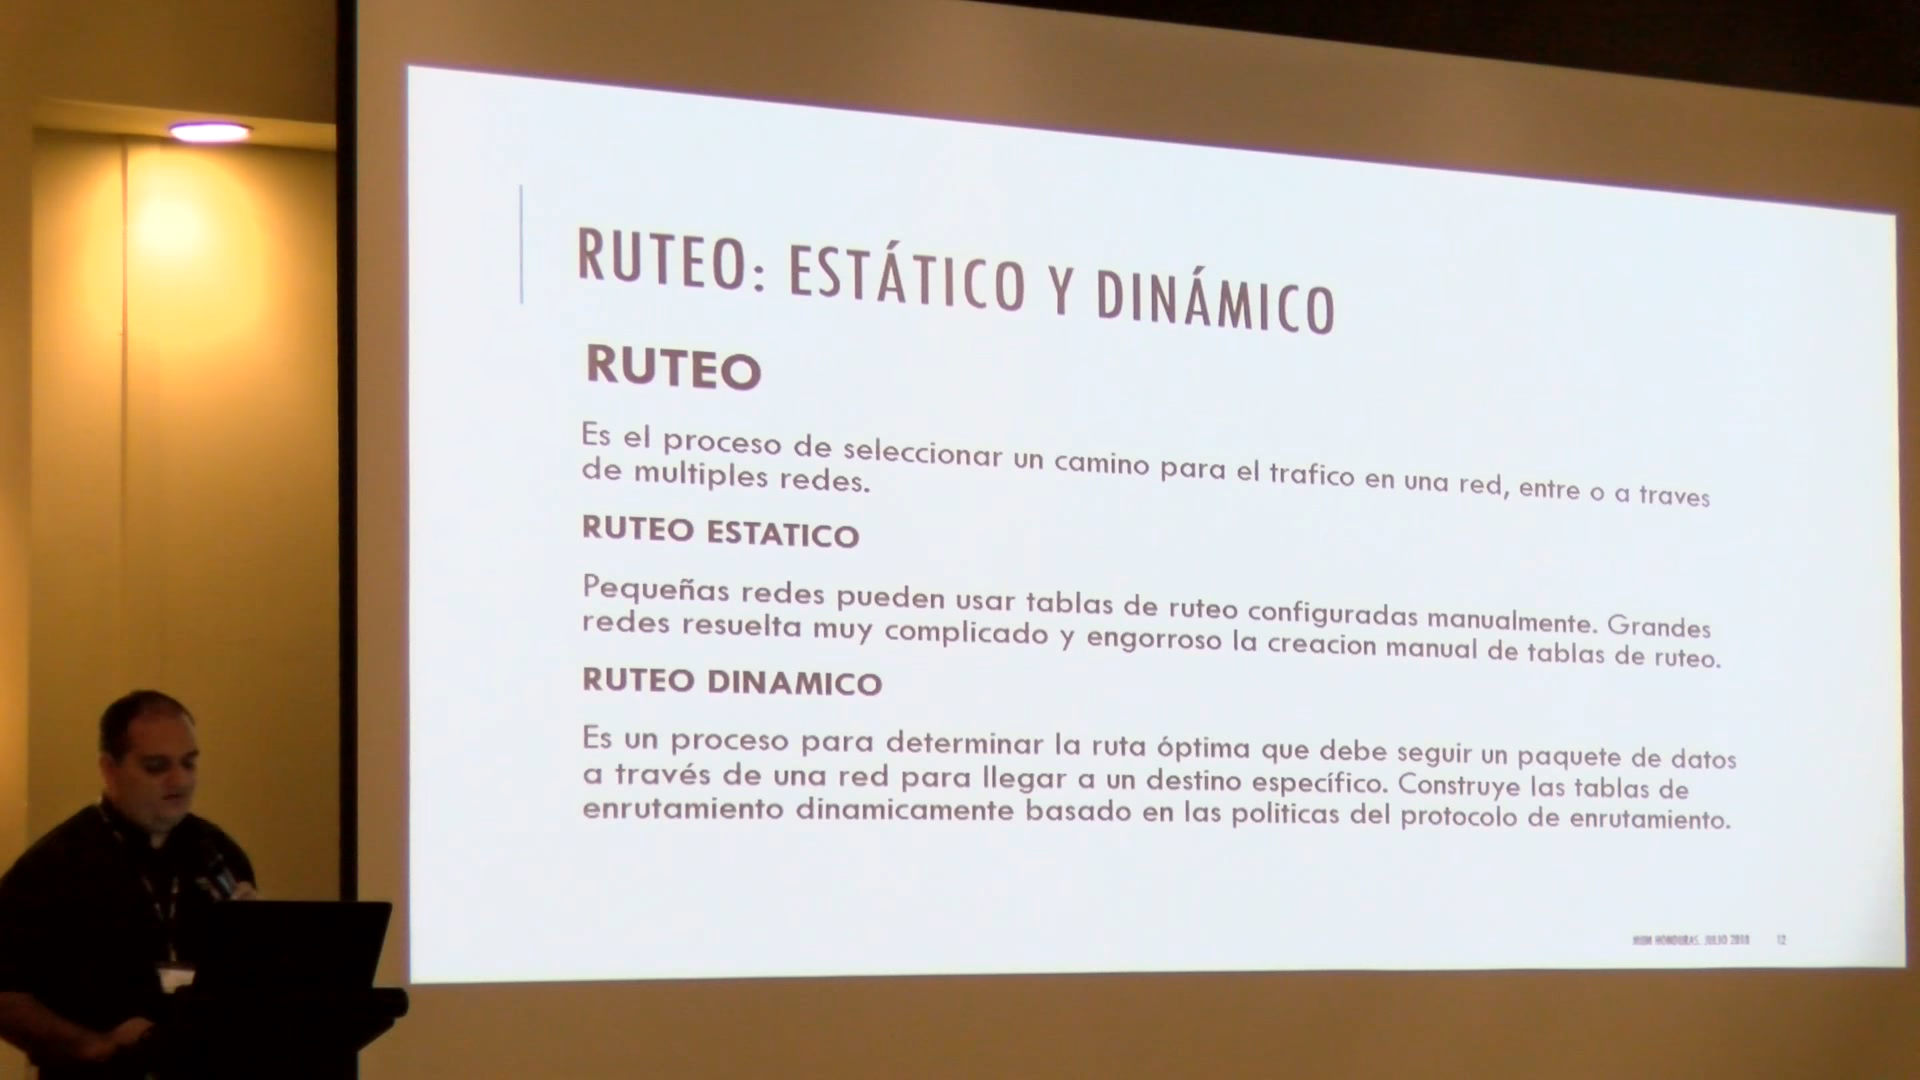 RUTEO: ESTÁTICO Y DINÁMICO
RUTEO
Es el proceso de seleccionar un camino para el trafico en una red, entre o a traves
de multiples redes.
RUTEO ESTATICO
Pequeñas redes pueden usar tablas de ruteo configuradas manualmente. Grandes
redes resuelta muy complicado y engorroso la creacion manual de tablas de ruteo.
RUTEO DINAMICO
Es un proceso para determinar la ruta óptima que debe seguir un paquete de datos
a través de una red para llegar a un destino específico. Construye las tablas de
enrutamiento dinamicamente basado en las politicas del protocolo de enrutamiento.
HONDURAS, JULIO 12